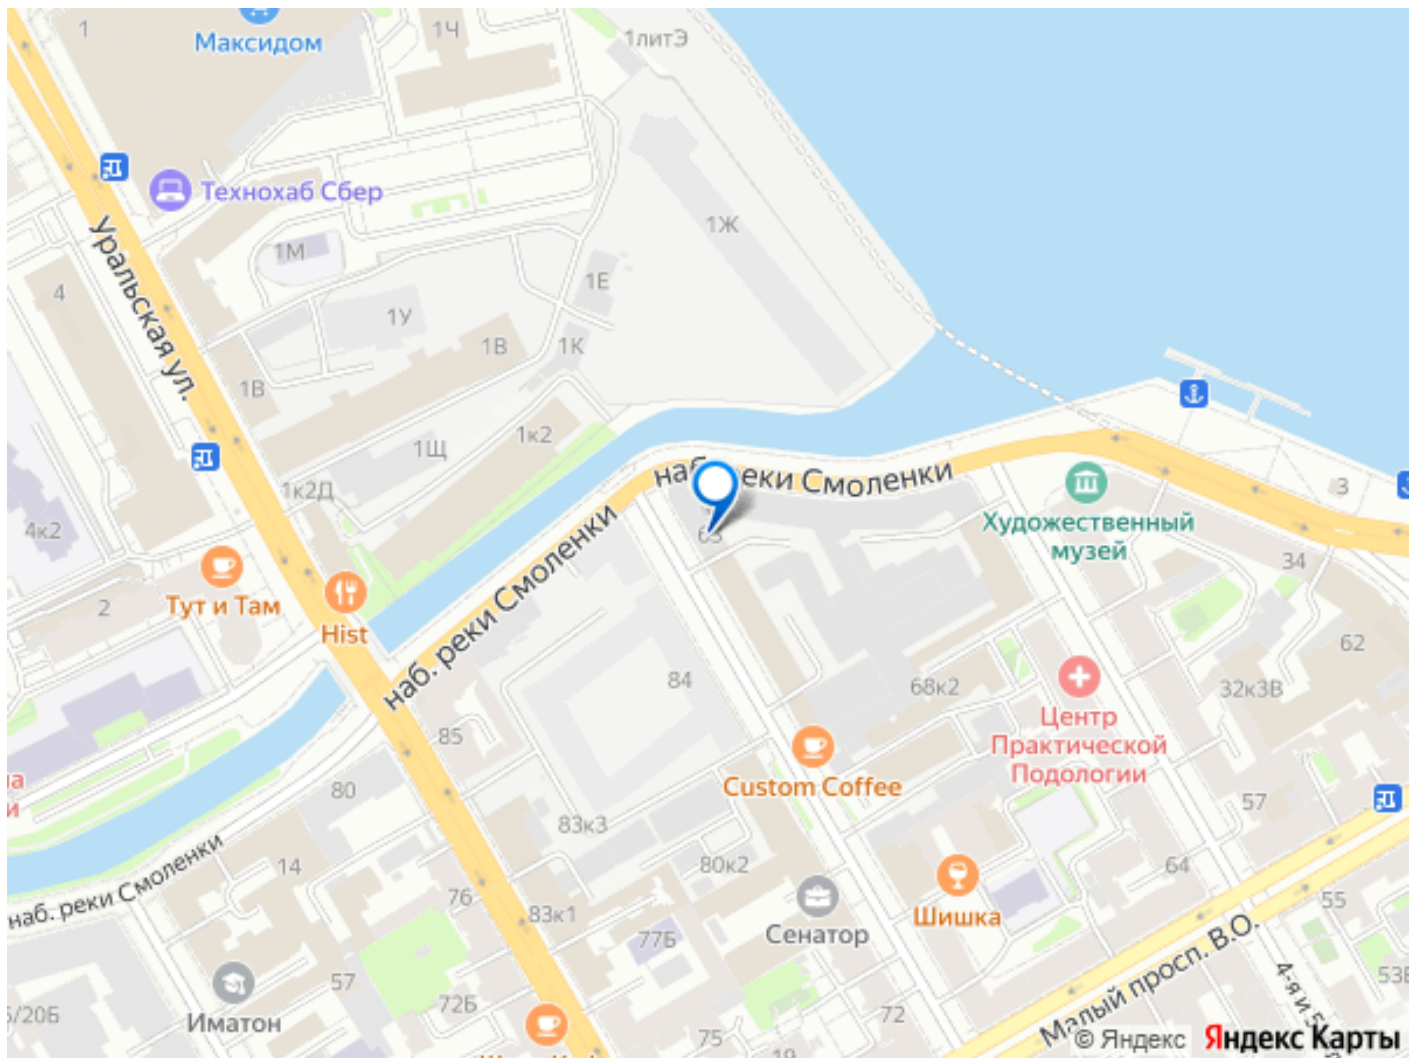 1
Максидом
1Ч
1литЭ
Технохаб Сбер
1Ж
1М
Уральская ул.
4
1Е
1У
1В
1К
1В
1Щ
1к2
1к2Д
наб. реки Смоленки
3
4к2
Художественный
музей
34
Тут и Там
2
Hist
наб. реки Смоленки
62
84
68к2
32к3В
Центр
Практической
Подологии
85
Custom Coffee
80
57
83к3
14
наб. реки Смоленки
80к2
64
76
83к1
Шишка
55
77Б
Сенатор
Малый просп. В.О.
57
72Б
Иматон
72
75
© Яндекс
Яндекс Карты